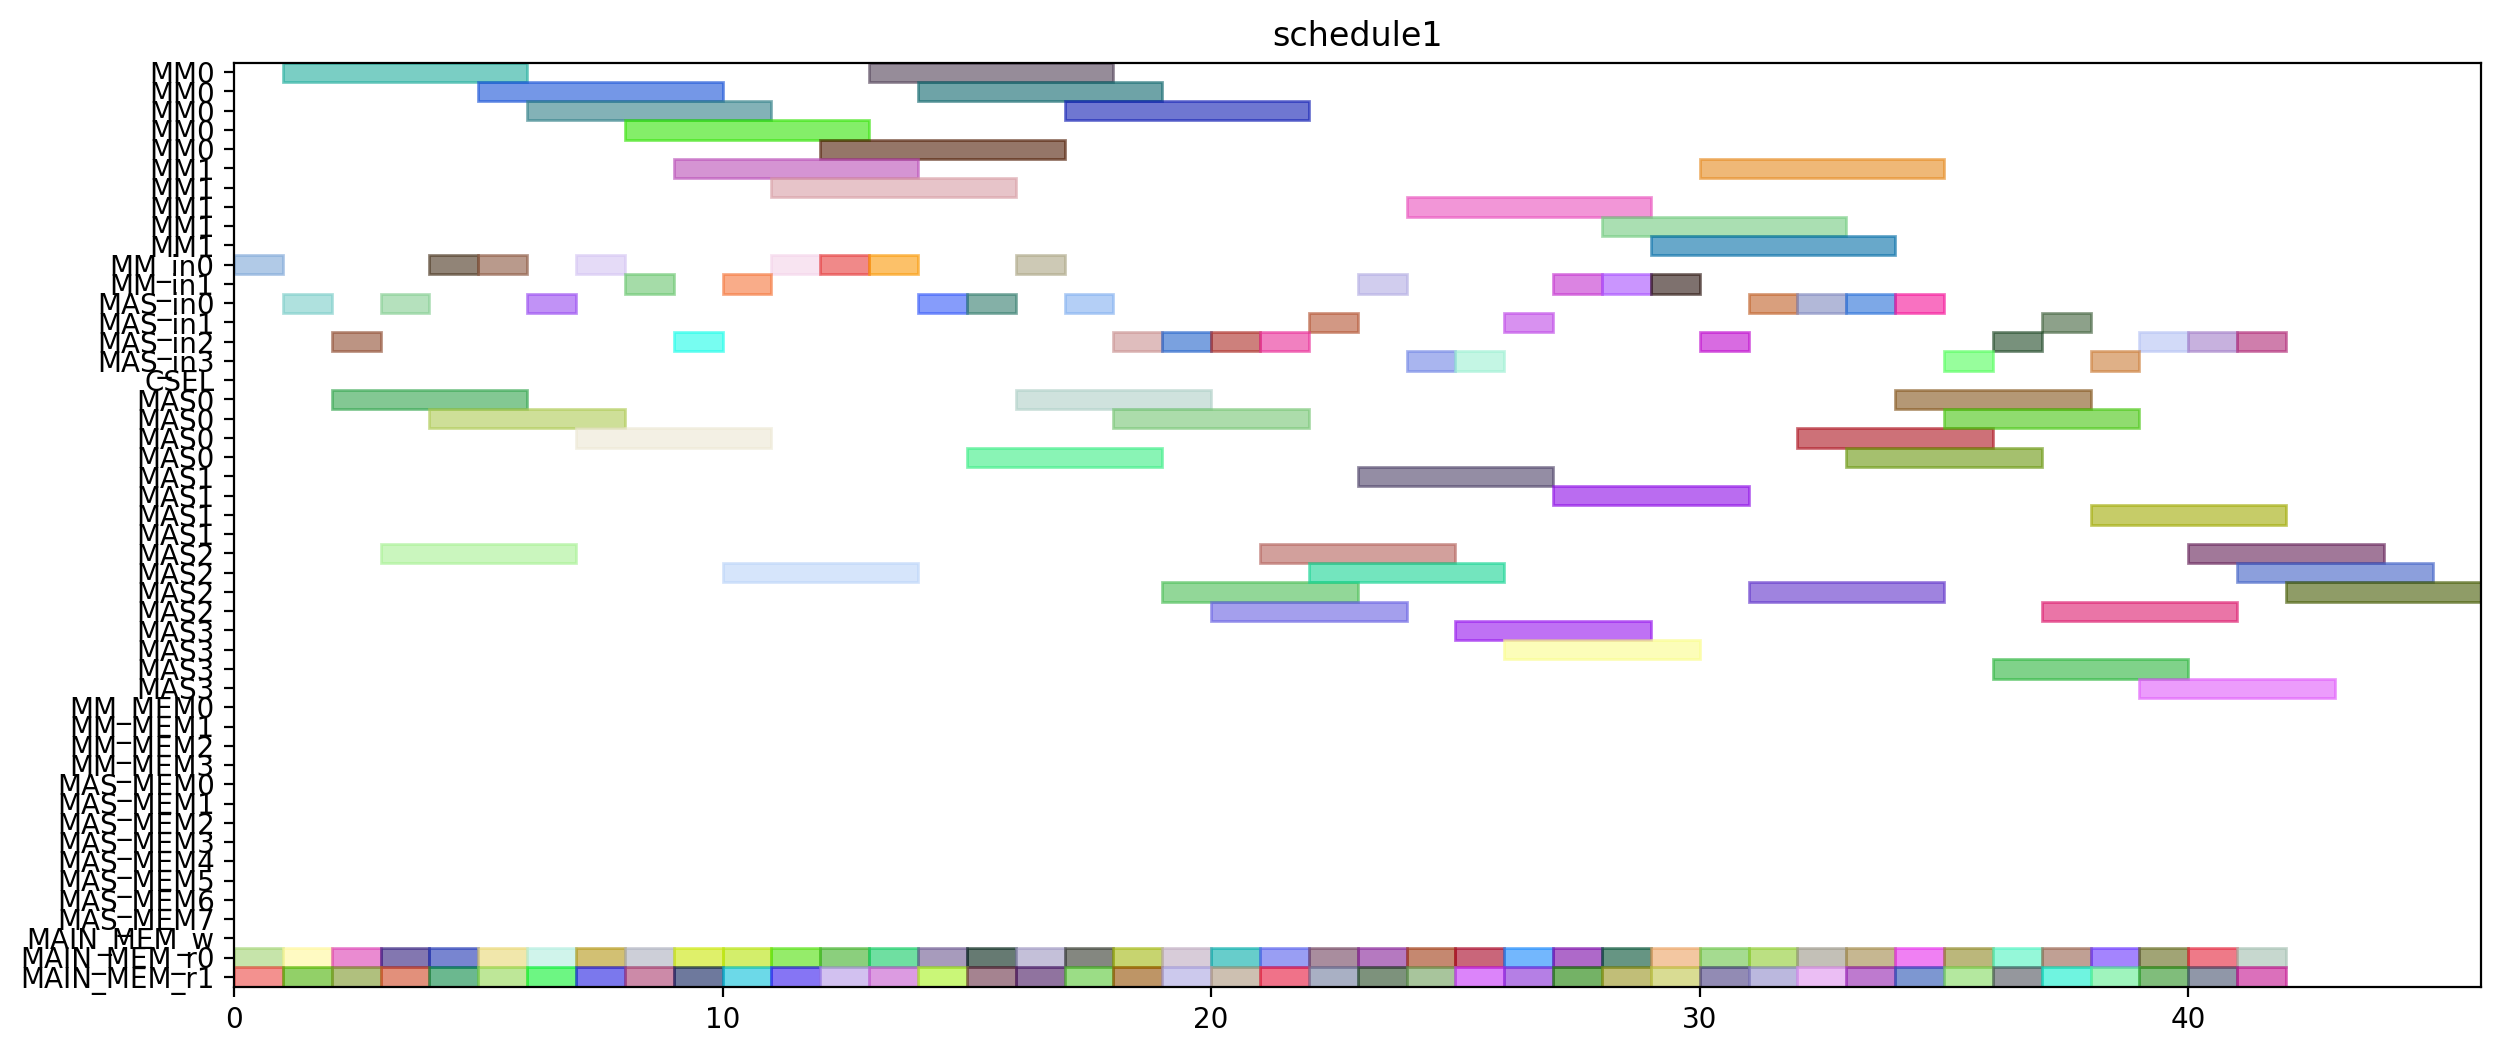 schedule1
MM0
MM0
MM0
MM0
MM0
MM1
MM1
MM1
MM1
MM1
MM_in0
MM_in1
MAS_in0
MAS_in1
MAS_in2
MAS_in3
CSEL
MAS0
MAS0
MAS0
MAS0
MAS1
MAS1
MAS1
MAS1
MAS2
MAS2
MAS2
MAS2
MAS3
MAS3
MAS3
MAS3
MM_MEM0
MM_MEM1
MM_MEM2
MM_MEM3
MAS_MEM0
MAS_MEM1
MAS_MEM2
MAS_MEM3
MAS_MEM4
MAS_MEM5
MAS_MEM6
MAS_MEM7
MAIN_MEM_w
MAIN_MEM_r0
MAIN_MEM_r1
0 10 20 30 40